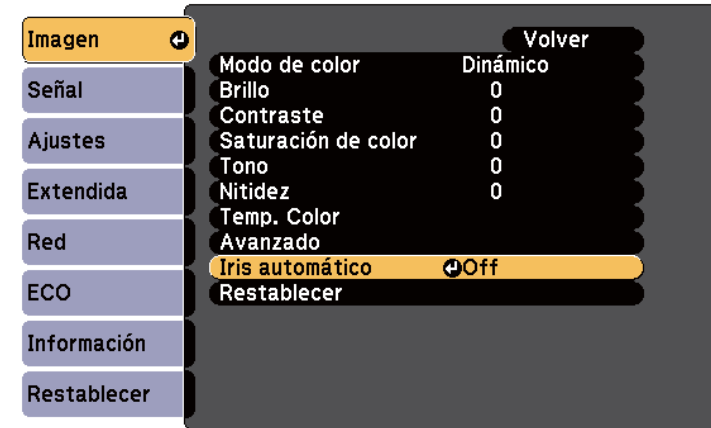 Imagen
Señal
Ajustes
Extendida
Red
ECO
Información
Restablecer
Volver
Modo de color Dinámico
Brillo 0
Contraste 0
Saturación de color 0
Tono 0
Nitidez 0
Temp. Color
Avanzado
Iris automático Off
Restablecer